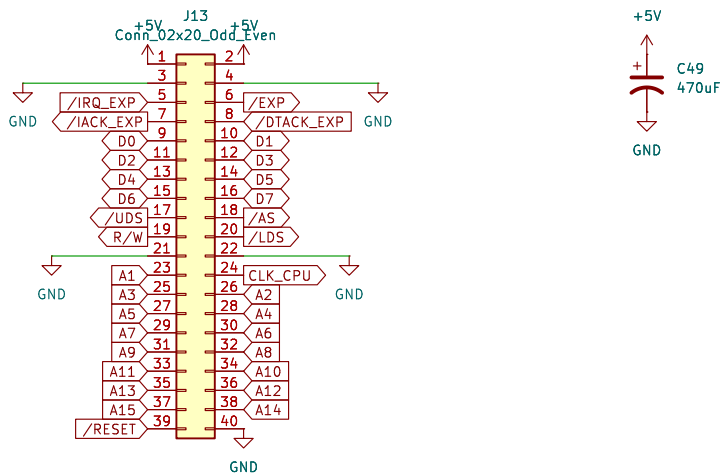 J13
+5V +5V
Conn_02x20_Odd_Even
1 2
3 4
GND GND
/IRQ_EXP 5 6 /EXP
/IACK_EXP 7 8 /DTACK_EXP
D0 9 10 D1
D2 11 12 D3
D4 13 14 D5
D6 15 16 D7
/UDS 17 18 /AS
R/W 19 20 /LDS
21 22
GND GND
A1 23 24 CLK_CPU
A3 25 26 A2
A5 27 28 A4
A7 29 30 A6
A9 31 32 A8
A11 33 34 A10
A13 35 36 A12
A15 37 38 A14
/RESET 39 40
GND
+5V
+
C49
470uF
GND